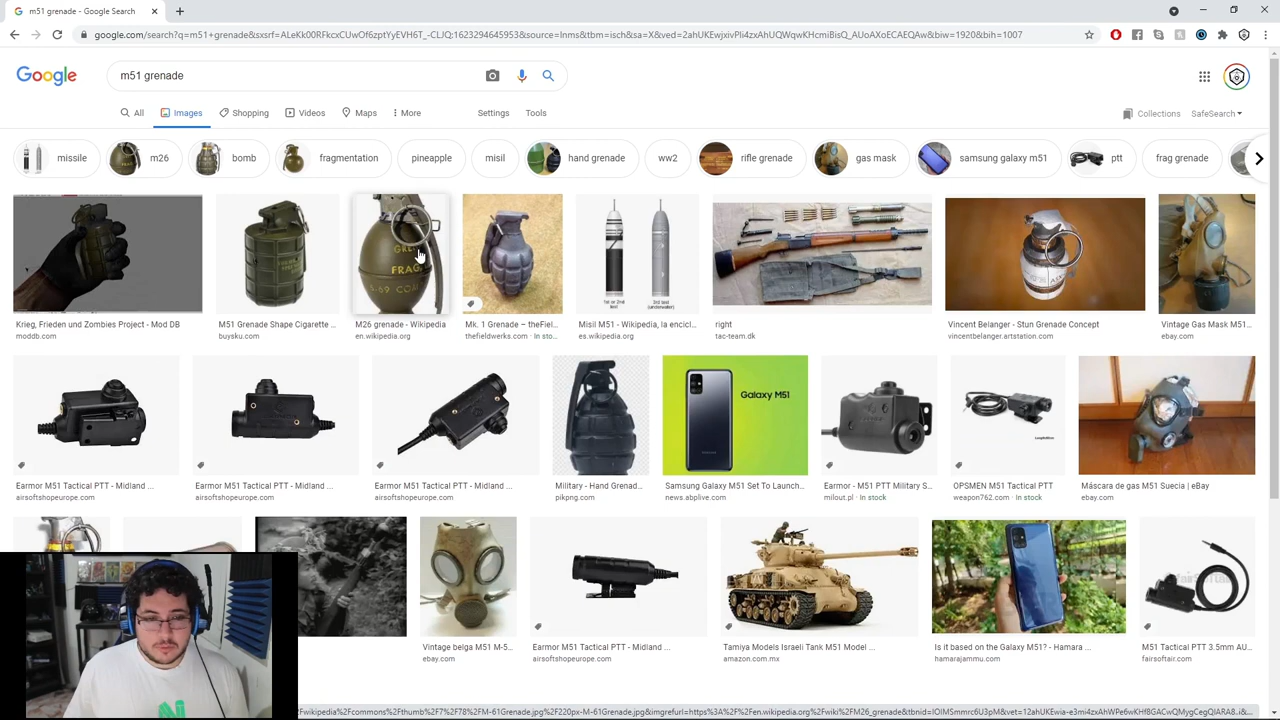 m51 grenade - Google Search
google.com/search?q=m51+grenade&sxsrf=ALeKk00RFkcxCUwOf6zptYyEVH6T_-CLJQ:1623294645953&source=lnms&tbm=isch&sa=X&ved=2ahUKEwjxivPli4zxAhUQWqwKHcmiBisQ_AUoAXoECAEQAw&biw=1920&bih=1007
Google
m51 grenade
All Images Shopping Videos Maps More Settings Tools
Collections SafeSearch
missile m26 bomb fragmentation pineapple misil hand grenade ww2 rifle grenade gas mask samsung galaxy m51 ptt frag grenade
FRAG
Galaxy M51
Krieg, Frieden und Zombies Project - Mod DB
moddb.com
M51 Grenade Shape Cigarette ...
buysku.com
M26 grenade - Wikipedia
en.wikipedia.org
Mk. 1 Grenade – theFiel...
thefieldwerks.com · In sto...
Misil M51 - Wikipedia, la encicl...
es.wikipedia.org
right
tac-team.dk
Vincent Belanger - Stun Grenade Concept
vincentbelanger.artstation.com
Vintage Gas Mask M51...
ebay.com
Earmor M51 Tactical PTT - Midland ...
airsoftshopeurope.com
Earmor M51 Tactical PTT - Midland ...
airsoftshopeurope.com
Earmor M51 Tactical PTT - Midland ...
airsoftshopeurope.com
Military - Hand Grenad...
pikpng.com
Samsung Galaxy M51 Set To Launch...
news.abplive.com
Earmor - M51 PTT Military S...
milout.pl · In stock
OPSMEN M51 Tactical PTT
weapon762.com · In stock
Máscara de gas M51 Suecia | eBay
ebay.com
Vintage belga M51 M-5...
ebay.com
Earmor M51 Tactical PTT - Midland ...
airsoftshopeurope.com
Tamiya Models Israeli Tank M51 Model ...
amazon.com.mx
Is it based on the Galaxy M51? - Hamara ...
hamarajammu.com
M51 Tactical PTT 3.5mm AU...
fairsoftair.com